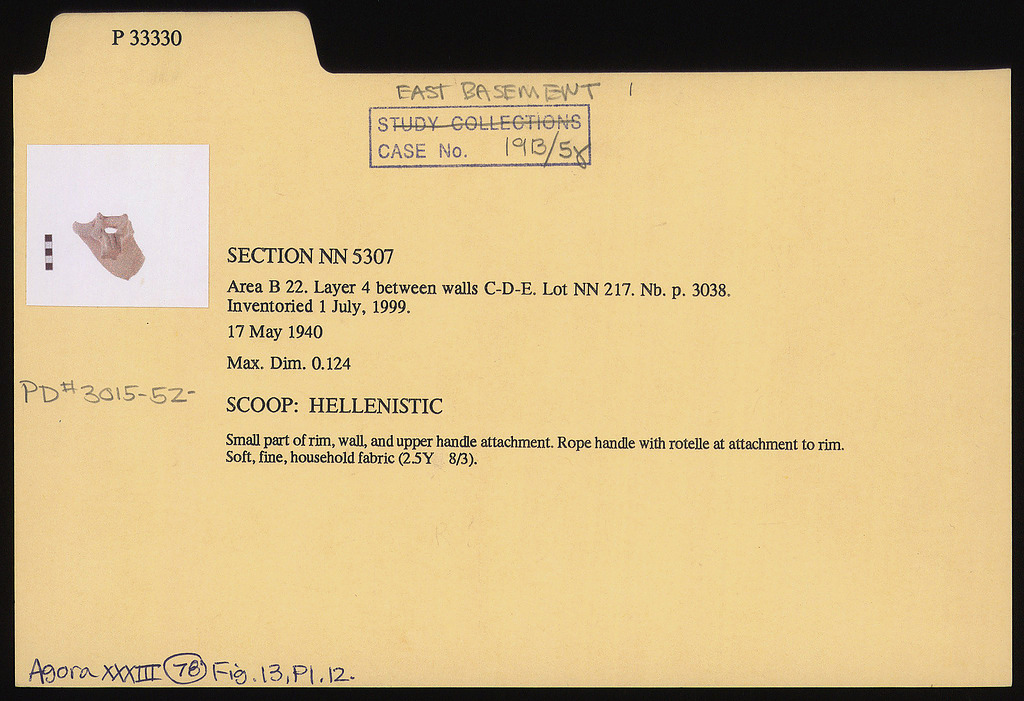 P 33330
EAST BASEMENT 1
STUDY COLLECTIONS
CASE No. 1913/5γ
SECTION NN 5307
Area B 22. Layer 4 between walls C-D-E. Lot NN 217. Nb. p. 3038.
Inventoried 1 July, 1999.
17 May 1940
Max. Dim. 0.124
PD# 3015-52-
SCOOP: HELLENISTIC
Small part of rim, wall, and upper handle attachment. Rope handle with rotelle at attachment to rim.
Soft, fine, household fabric (2.5Y 8/3).
Agora XXXIII 78 Fig. 13, Pl. 12.